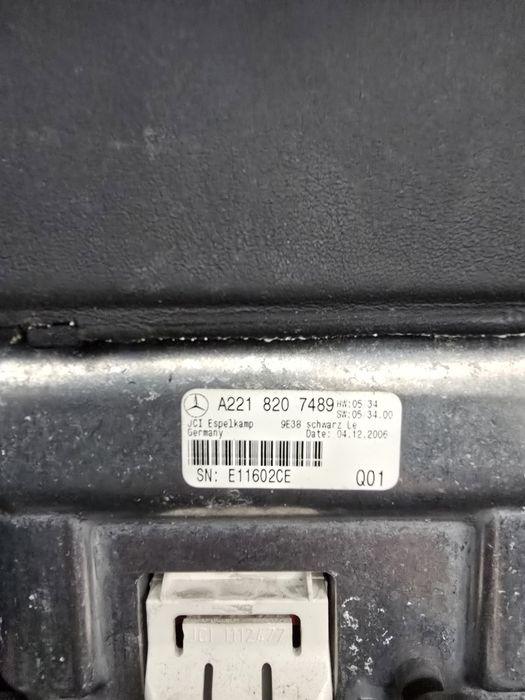 A221 820 7489 HW:05.34
SW:05.34.00
JCI Espelkamp 9E38 schwarz Le
Germany Date: 04.12.2006
SN: E11602CE Q01
JCI 012477